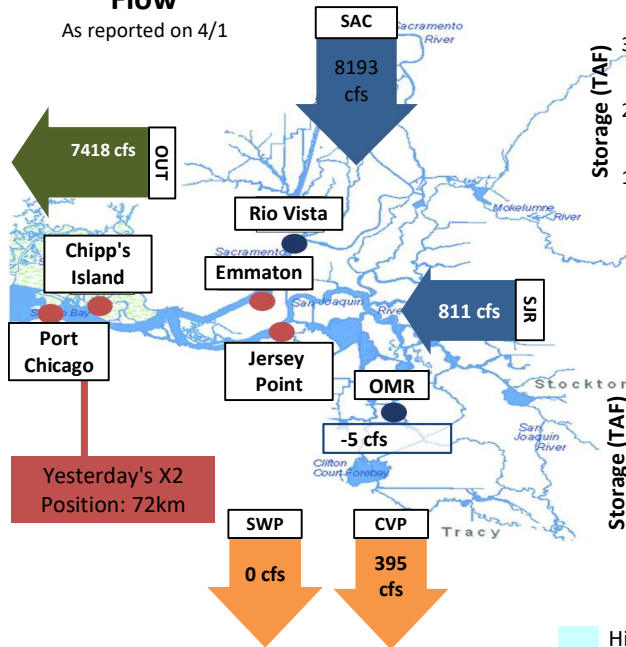 Flow
As reported on 4/1
SAC
8193
cfs
Sacramento
River
3
2
1
Storage (TAF)
7418 cfs
OUT
Mokelumne
River
Rio Vista
Chipp's
Island
Sacramento
Emmaton
San Joaquin
River
811 cfs
SJR
Port
Chicago
Jersey
Point
OMR
-5 cfs
Stockton
San
Joaquin
River
Clifton
Court Forebay
Tracy
Storage (TAF)
Yesterday's X2
Position: 72km
SWP
0 cfs
CVP
395
cfs
Hi